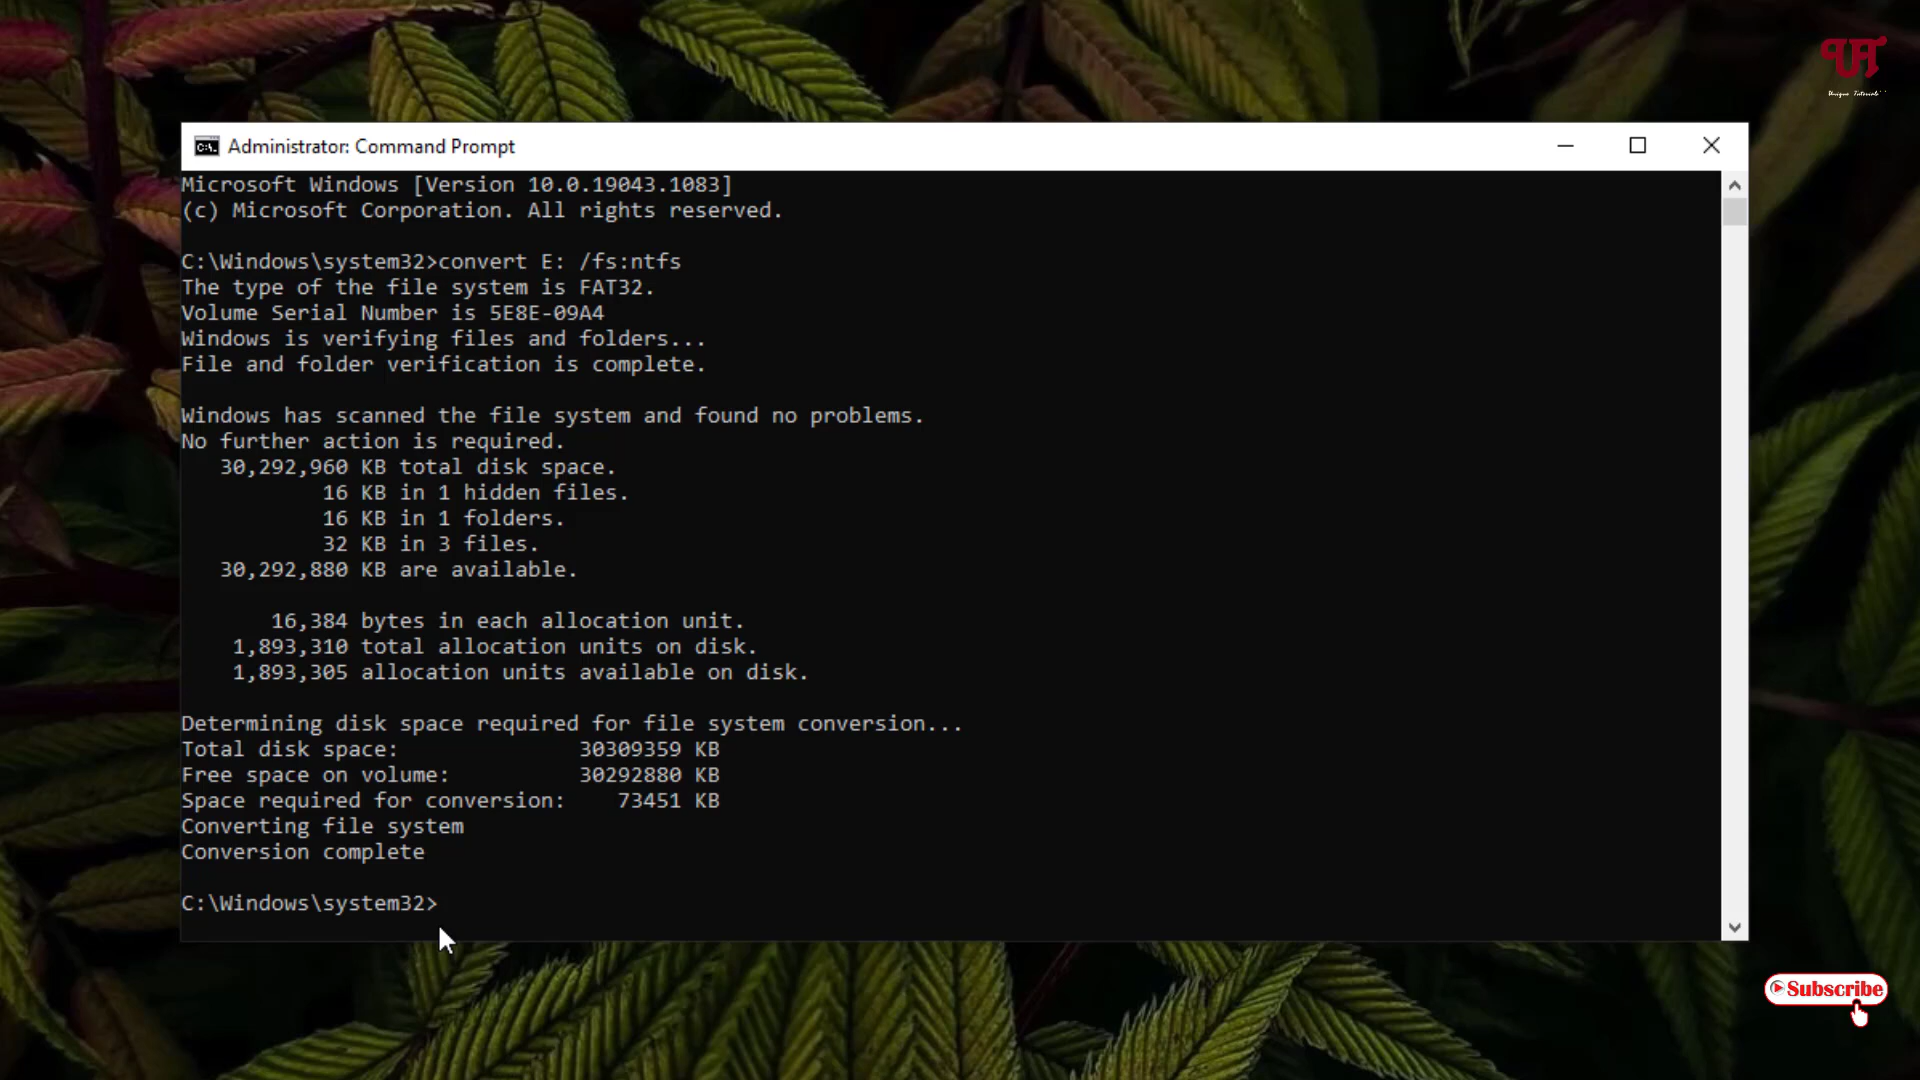 UT
Unique Tutorials
Administrator: Command Prompt
Microsoft Windows [Version 10.0.19043.1083]
(c) Microsoft Corporation. All rights reserved.
C:\Windows\system32>convert E: /fs:ntfs
The type of the file system is FAT32.
Volume Serial Number is 5E8E-09A4
Windows is verifying files and folders...
File and folder verification is complete.
Windows has scanned the file system and found no problems.
No further action is required.
30,292,960 KB total disk space.
16 KB in 1 hidden files.
16 KB in 1 folders.
32 KB in 3 files.
30,292,880 KB are available.
16,384 bytes in each allocation unit.
1,893,310 total allocation units on disk.
1,893,305 allocation units available on disk.
Determining disk space required for file system conversion...
Total disk space: 30309359 KB
Free space on volume: 30292880 KB
Space required for conversion: 73451 KB
Converting file system
Conversion complete
C:\Windows\system32>
Subscribe